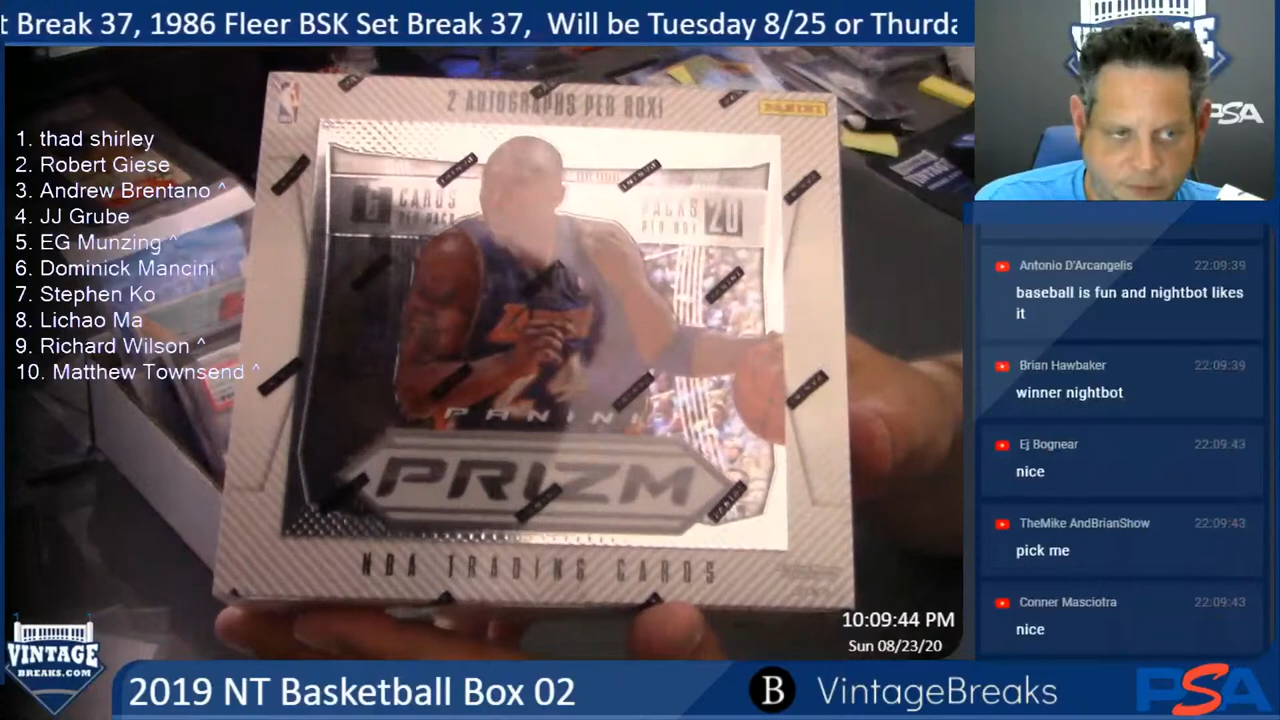 t Break 37, 1986 Fleer BSK Set Break 37, Will be Tuesday 8/25 or Thurda
1. thad shirley
2. Robert Giese
3. Andrew Brentano ^
4. JJ Grube
5. EG Munzing ^
6. Dominick Mancini
7. Stephen Ko
8. Lichao Ma
9. Richard Wilson ^
10. Matthew Townsend ^
2 AUTOGRAPHS PER BOX!
PANINI
6 CARDS PER PACK
PACKS PER BOX 20
PANINI
PRIZM
NBA TRADING CARDS
10:09:44 PM
Sun 08/23/20
PSA
Antonio D'Arcangelis 22:09:39
baseball is fun and nightbot likes
it
Brian Hawbaker 22:09:39
winner nightbot
Ej Bognear 22:09:43
nice
TheMike AndBrianShow 22:09:43
pick me
Conner Masciotra 22:09:43
nice
VINTAGE
BREAKS.COM
2019 NT Basketball Box 02
B VintageBreaks
PSA